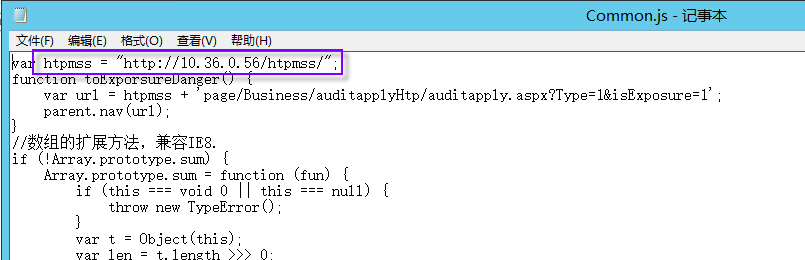 Common.js - 记事本
文件(F) 编辑(E) 格式(O) 查看(V) 帮助(H)
var htpmss = "http://10.36.0.56/htpmss/";
function toExporsureDanger() {
    var url = htpmss + 'page/Business/auditapplyHtp/auditapply.aspx?Type=1&isExposure=1';
    parent.nav(url);
}
//数组的扩展方法，兼容IE8.
if (!Array.prototype.sum) {
    Array.prototype.sum = function (fun) {
        if (this === void 0 || this === null) {
            throw new TypeError();
        }
        var t = Object(this);
        var len = t.length >>> 0;